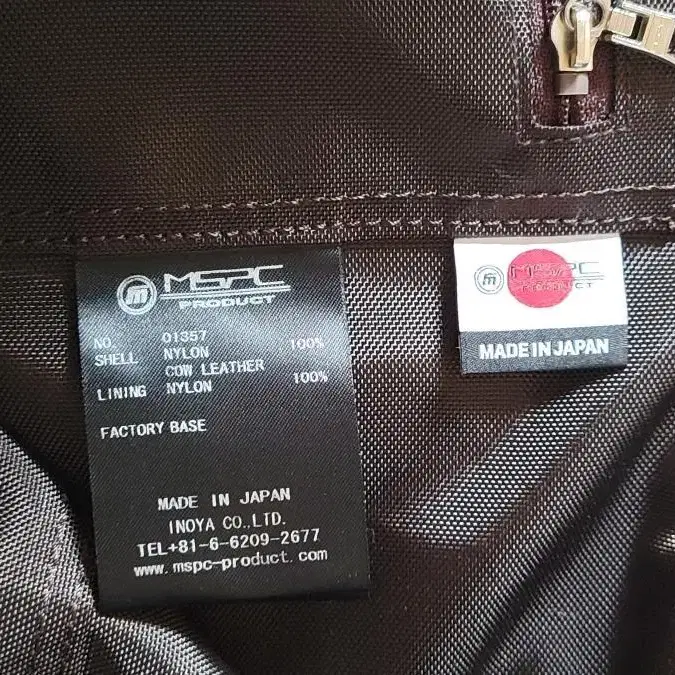 m MSPC
PRODUCT
NO. 01357
SHELL NYLON 100%
COW LEATHER
LINING NYLON 100%
FACTORY BASE
MADE IN JAPAN
INOYA CO.,LTD.
TEL+81-6-6209-2677
www.mspc-product.com
m MSPC
PRODUCT
MADE IN JAPAN